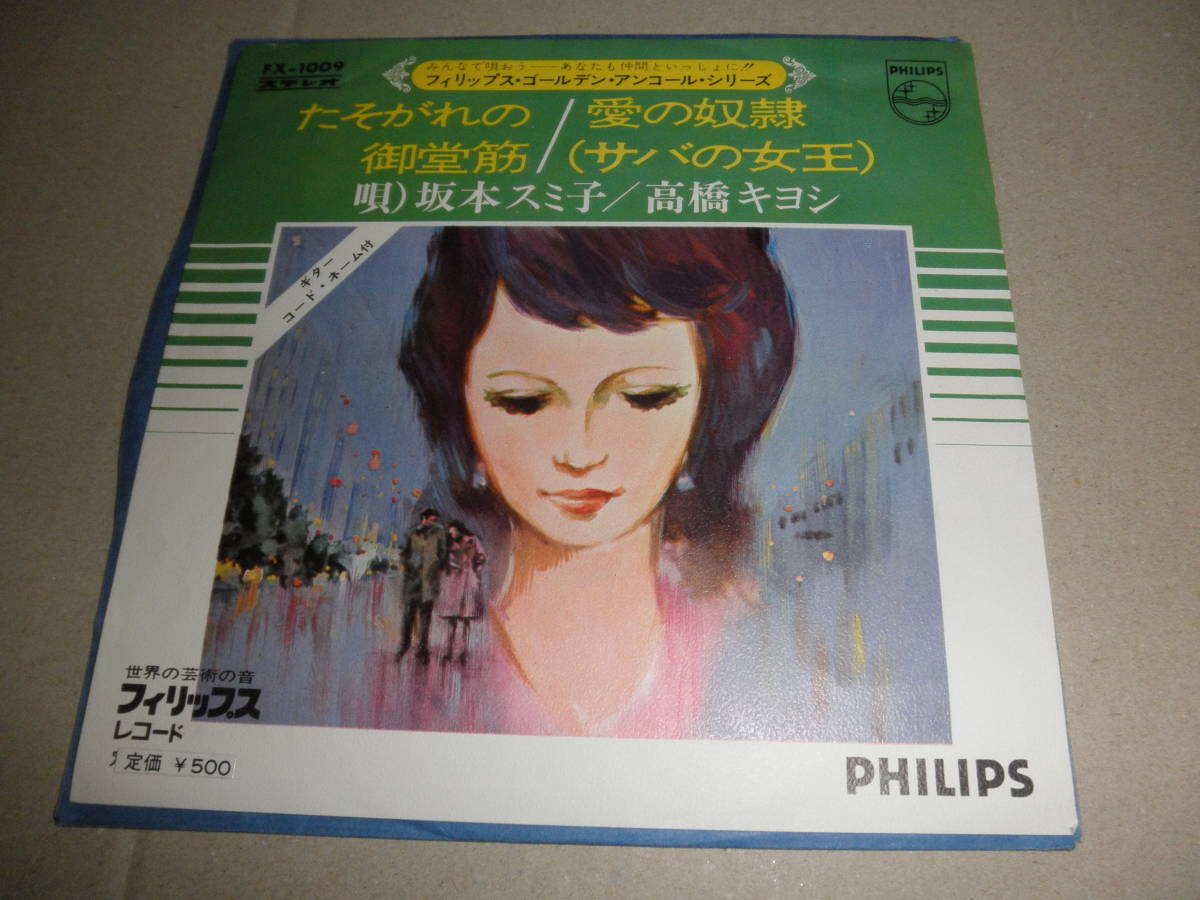 FX-1009
ステレオ
みんなで唄おう――あなたも仲間といっしょに!!
フィリップス・ゴールデン・アンコール・シリーズ
PHILIPS
たそがれの御堂筋/愛の奴隷(サバの女王)
唄)坂本スミ子/高橋キヨシ
ギターコード・ネーム付
世界の芸術の音
フィリップス
レコード
定価 ¥500
PHILIPS